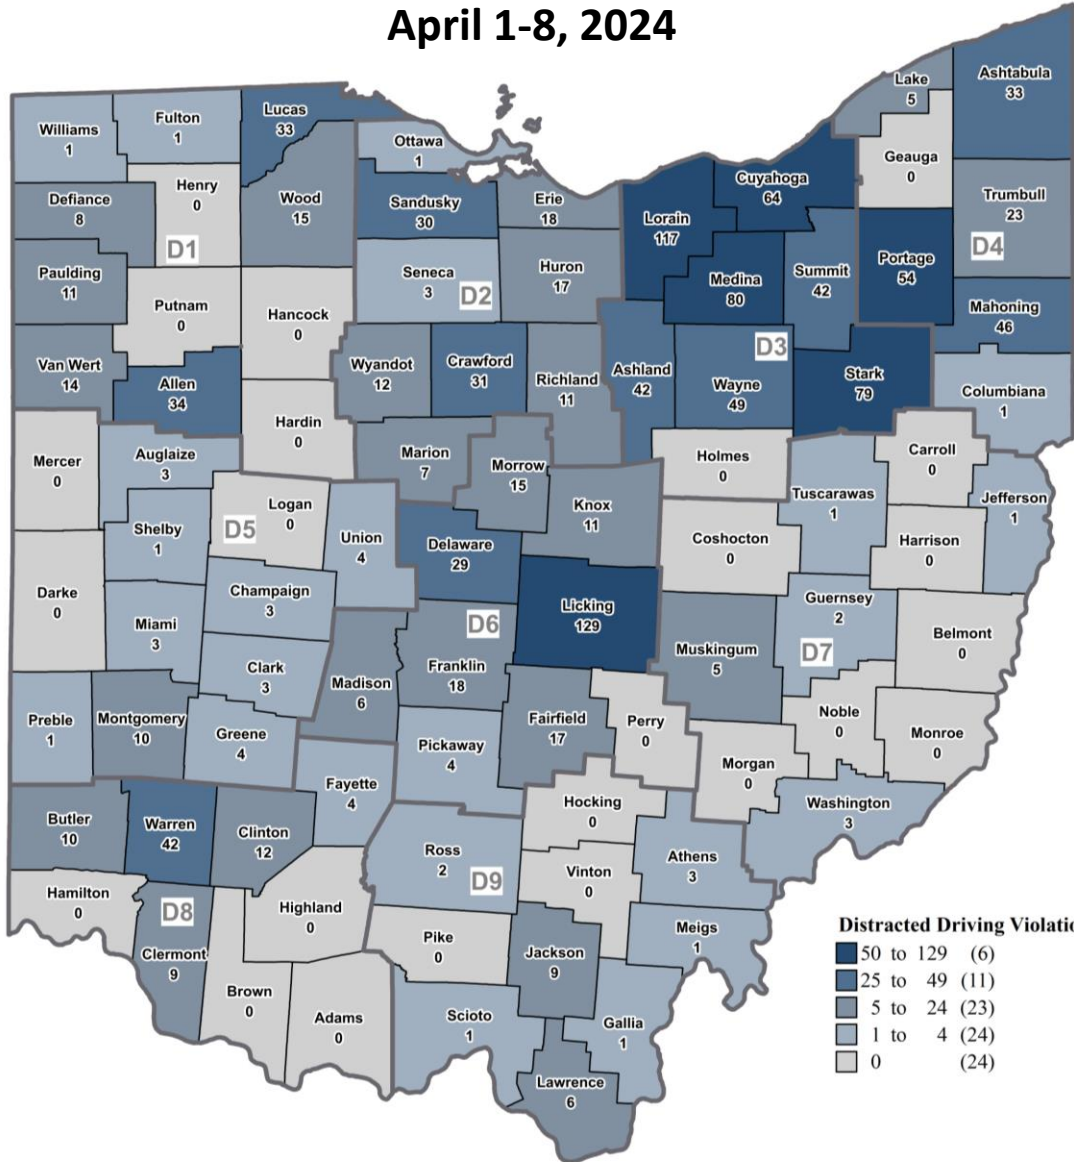 April 1-8, 2024
Williams
1
Fulton
1
Lucas
33
Ottawa
1
Lake
5
Ashtabula
33
Geauga
0
Defiance
8
Henry
0
Wood
15
Sandusky
30
Erie
18
Lorain
117
Cuyahoga
64
Trumbull
23
D1
D4
Paulding
11
Seneca
3
D2
Huron
17
Medina
80
Summit
42
Portage
54
Putnam
0
Hancock
0
Mahoning
46
Van Wert
14
Allen
34
Wyandot
12
Crawford
31
Richland
11
Ashland
42
D3
Wayne
49
Stark
79
Columbiana
1
Hardin
0
Mercer
0
Auglaize
3
Marion
7
Morrow
15
Holmes
0
Carroll
0
Logan
0
D5
Shelby
1
Union
4
Knox
11
Tuscarawas
1
Jefferson
1
Delaware
29
Coshocton
0
Harrison
0
Darke
0
Champaign
3
Licking
129
Guernsey
2
Miami
3
D6
Belmont
0
Clark
3
Franklin
18
Muskingum
5
D7
Madison
6
Preble
1
Montgomery
10
Greene
4
Pickaway
4
Fairfield
17
Perry
0
Noble
0
Monroe
0
Fayette
4
Morgan
0
Hocking
0
Washington
3
Butler
10
Warren
42
Clinton
12
Ross
2
D9
Vinton
0
Athens
3
Hamilton
0
D8
Highland
0
Clermont
9
Pike
0
Jackson
9
Meigs
1
Brown
0
Adams
0
Scioto
1
Gallia
1
Lawrence
6
Distracted Driving Violatio
50 to 129 (6)
25 to 49 (11)
5 to 24 (23)
1 to 4 (24)
0 (24)